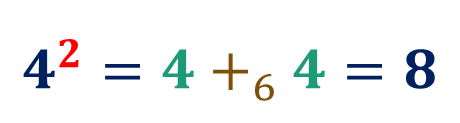 4² = 4 +₆ 4 = 8